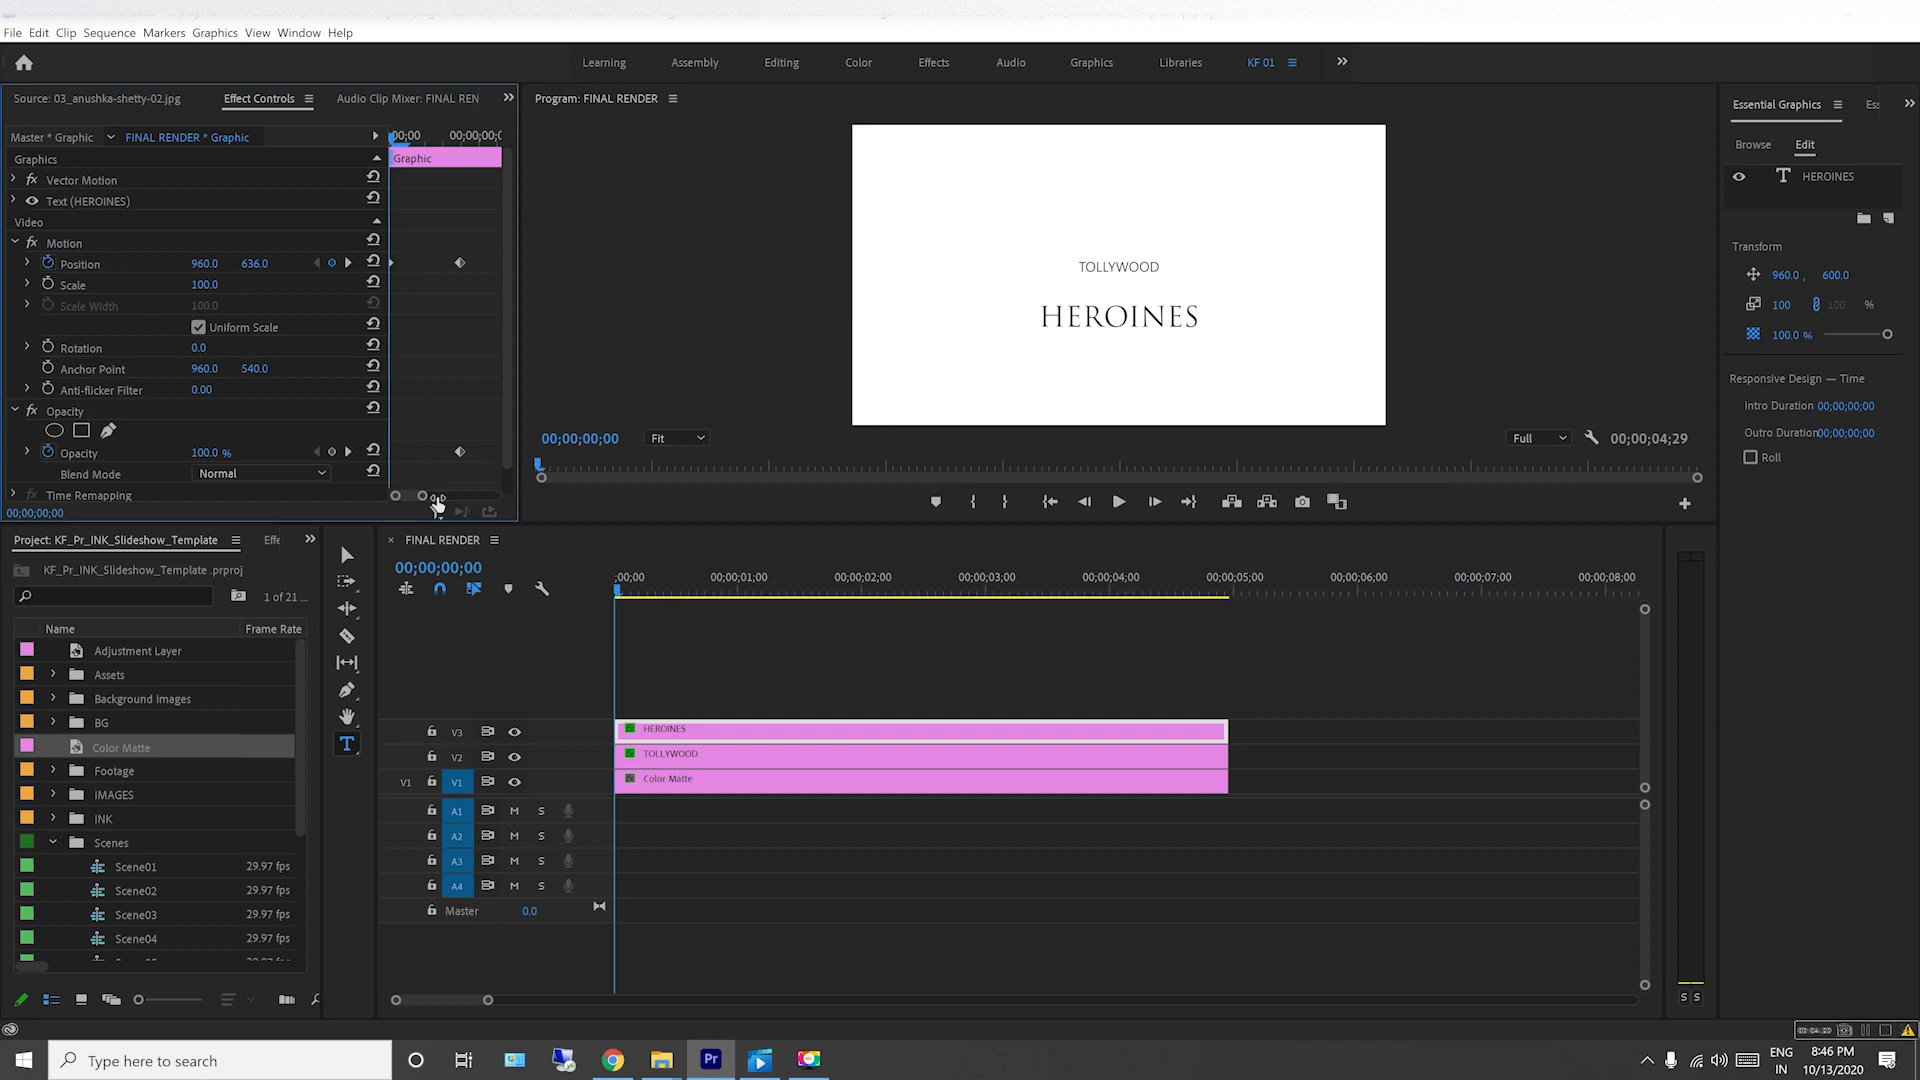 File Edit Clip Sequence Markers Graphics View Window Help
Learning Assembly Editing Color Effects Audio Graphics Libraries KF 01
Source: 03_anushka-shetty-02.jpg Effect Controls Audio Clip Mixer: FINAL REN
Program: FINAL RENDER
Essential Graphics
Master * Graphic FINAL RENDER * Graphic
Browse Edit
HEROINES
Graphics
Graphic
Vector Motion
Text (HEROINES)
Video
Motion
Position 960.0 636.0
Scale 100.0
Scale Width 100.0
Uniform Scale
Rotation 0.0
Anchor Point 960.0 540.0
Anti-flicker Filter 0.00
Opacity
Opacity 100.0 %
Blend Mode Normal
Time Remapping
00;00;00;00
TOLLYWOOD
HEROINES
00;00;00;00 Fit Full 00;00;04;29
Transform
960.0 , 600.0
100 100 %
100.0 %
Responsive Design — Time
Intro Duration 00;00;00;00
Outro Duration 00;00;00;00
Roll
Project: KF_Pr_INK_Slideshow_Template Effe
KF_Pr_INK_Slideshow_Template .prproj
1 of 21 ...
Name Frame Rate
Adjustment Layer
Assets
Background Images
BG
Color Matte
Footage
IMAGES
INK
Scenes
Scene01 29.97 fps
Scene02 29.97 fps
Scene03 29.97 fps
Scene04 29.97 fps
FINAL RENDER
00;00;00;00
;00;00 00;00;01;00 00;00;02;00 00;00;03;00 00;00;04;00 00;00;05;00 00;00;06;00 00;00;07;00 00;00;08;00
V3 HEROINES
V2 TOLLYWOOD
V1 V1 Color Matte
A1 M S
A2 M S
A3 M S
A4 M S
Master 0.0
S S
Type here to search
Pr
ENG
IN
8:46 PM
10/13/2020